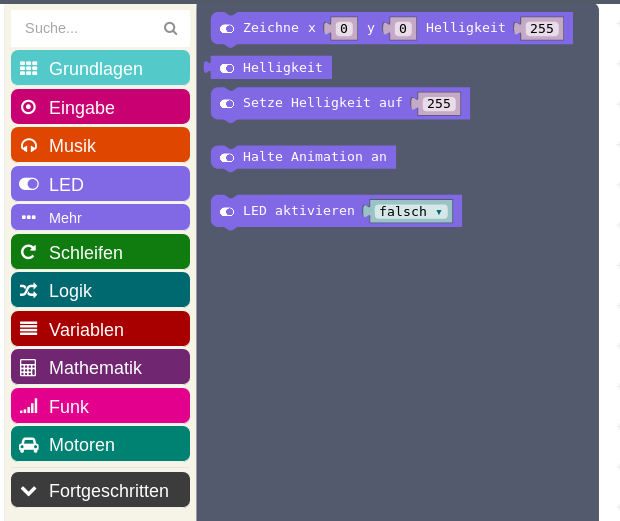 Suche...
Grundlagen
Eingabe
Musik
LED
Mehr
Schleifen
Logik
Variablen
Mathematik
Funk
Motoren
Fortgeschritten
Zeichne x 0 y 0 Helligkeit 255
Helligkeit
Setze Helligkeit auf 255
Halte Animation an
LED aktivieren falsch